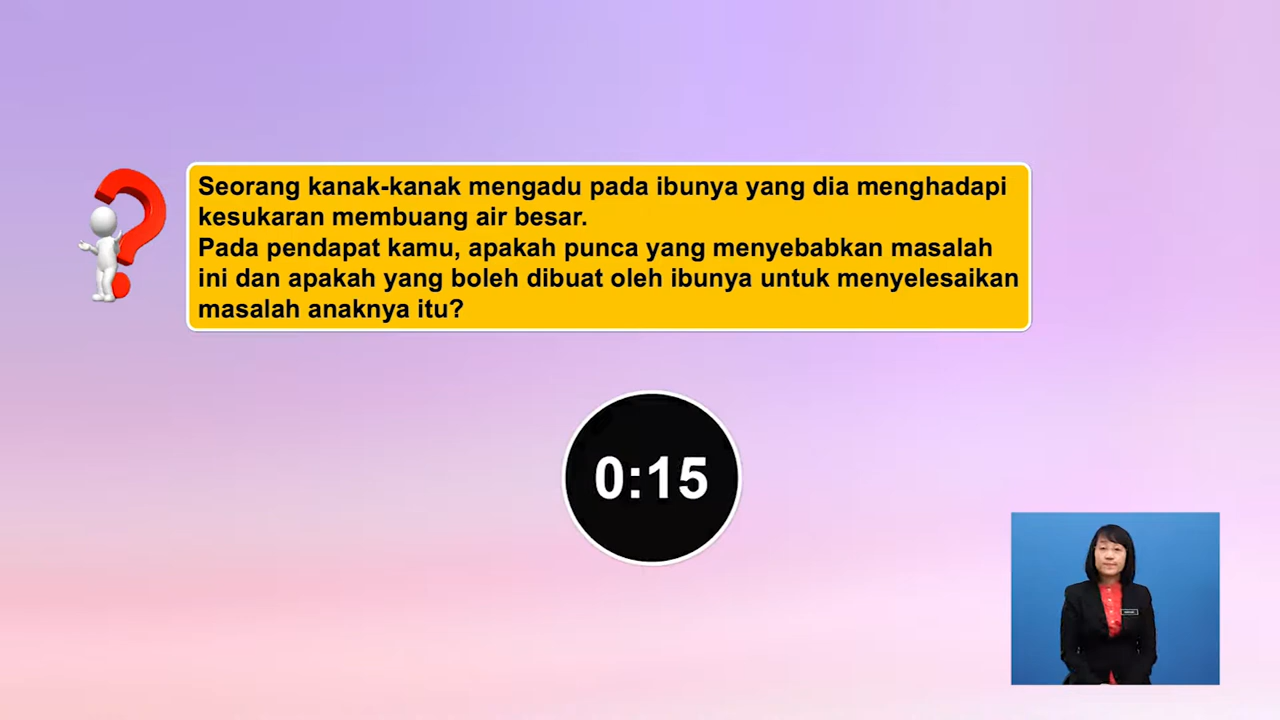 Seorang kanak-kanak mengadu pada ibunya yang dia menghadapi
kesukaran membuang air besar.
Pada pendapat kamu, apakah punca yang menyebabkan masalah
ini dan apakah yang boleh dibuat oleh ibunya untuk menyelesaikan
masalah anaknya itu?
0:15